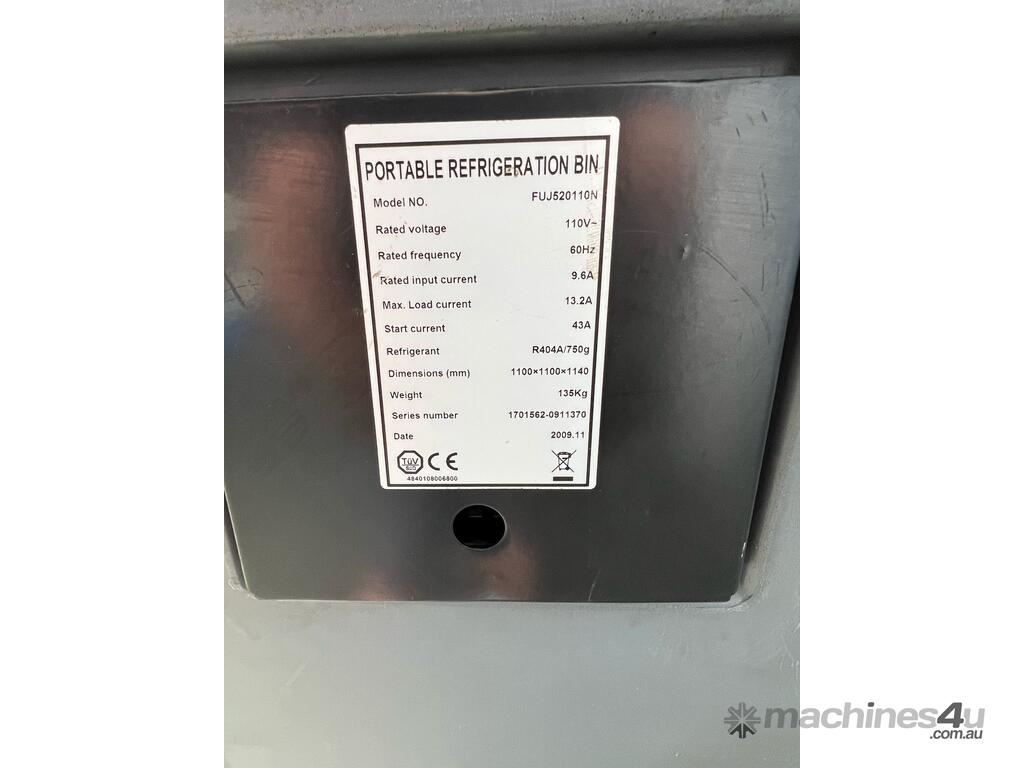 PORTABLE REFRIGERATION BIN
Model NO. FUJ520110N
Rated voltage 110V~
Rated frequency 60Hz
Rated input current 9.6A
Max. Load current 13.2A
Start current 43A
Refrigerant R404A/750g
Dimensions (mm) 1100×1100×1140
Weight 135Kg
Series number 1701562-0911370
Date 2009.11
TÜV CE
4840108006800
machines4u
.com.au